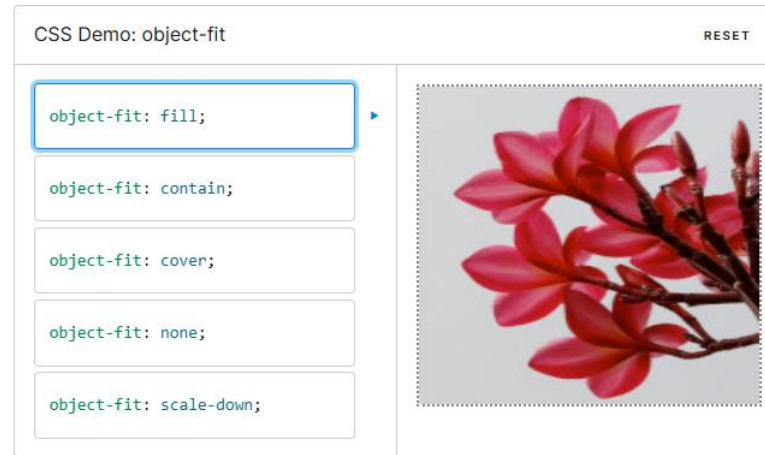 CSS Demo: object-fit
RESET
object-fit: fill;
object-fit: contain;
object-fit: cover;
object-fit: none;
object-fit: scale-down;